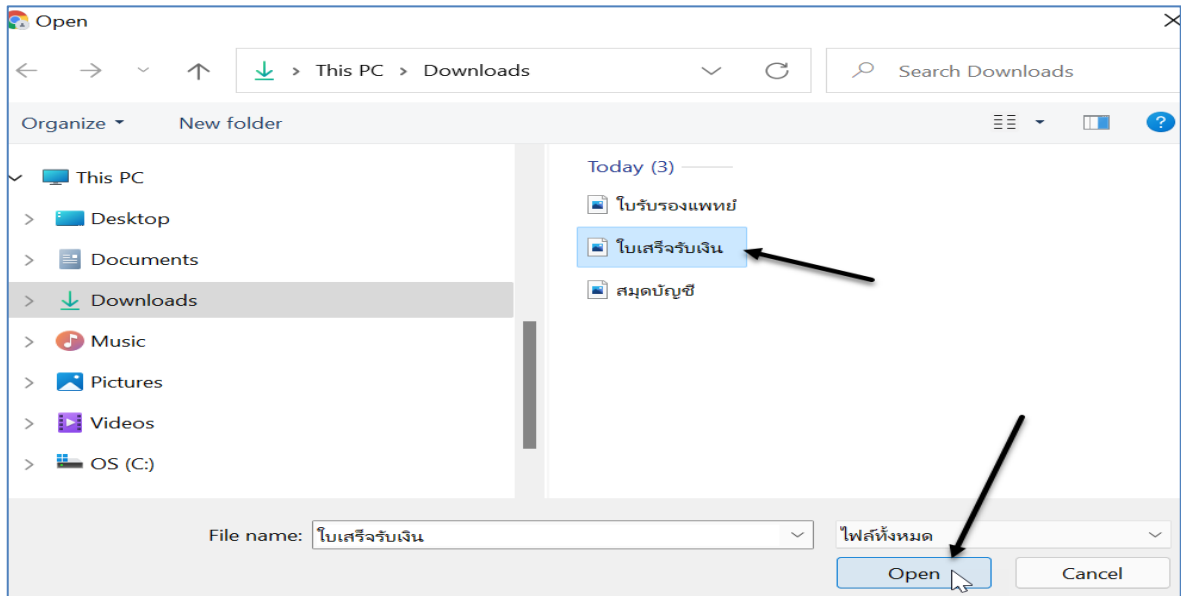 Open
This PC > Downloads
Search Downloads
Organize
New folder
This PC
Desktop
Documents
Downloads
Music
Pictures
Videos
OS (C:)
Today (3)
ใบรับรองแพทย์
ใบเสร็จรับเงิน
สมุดบัญชี
File name: ใบเสร็จรับเงิน
ไฟล์ทั้งหมด
Open
Cancel